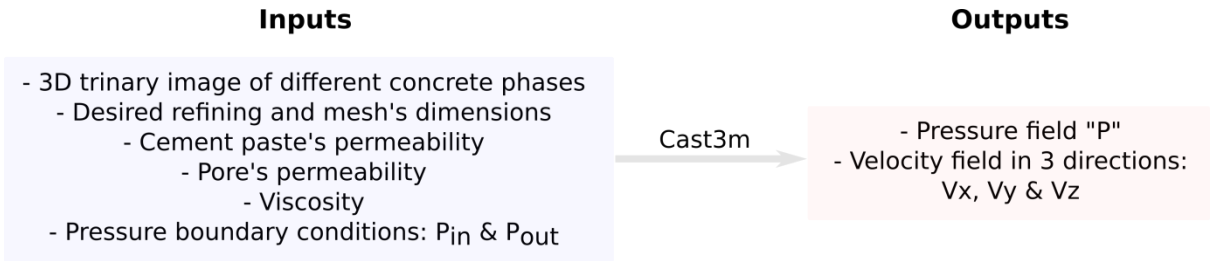 Inputs
- 3D trinary image of different concrete phases
- Desired refining and mesh's dimensions
- Cement paste's permeability
- Pore's permeability
- Viscosity
- Pressure boundary conditions: Pin & Pout
Cast3m
Outputs
- Pressure field "P"
- Velocity field in 3 directions:
Vx, Vy & Vz